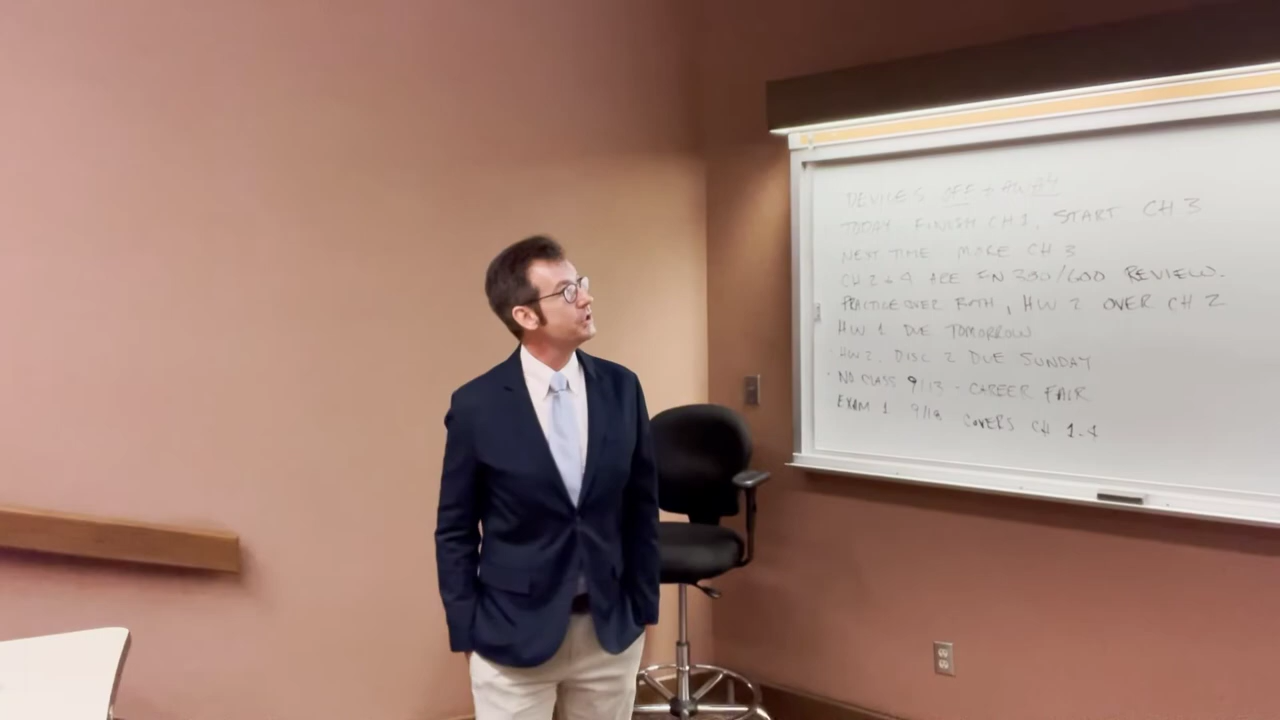 DEVICES OFF + AWAY
TODAY FINISH CH 1, START CH 3
NEXT TIME MORE CH 3
CH 2 & 4 ARE FN 300/600 REVIEW.
PRACTICE OVER BOTH, HW 2 OVER CH 2
HW 1 DUE TOMORROW
HW 2, DISC 2 DUE SUNDAY
NO CLASS 9/13 - CAREER FAIR
EXAM 1 9/18 COVERS CH 1-4